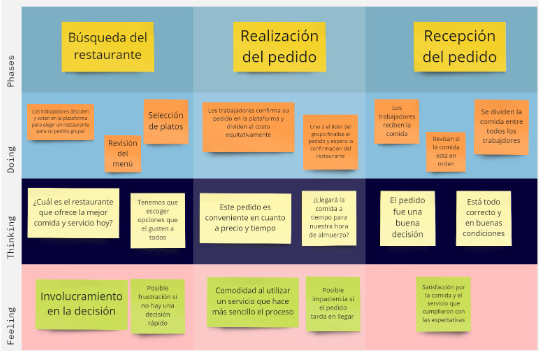 Phases
Búsqueda del
restaurante
Realización
del pedido
Recepción
del pedido
Doing
Los trabajadores discuten
y votan en la plataforma
para elegir un restaurante
para su pedido grupal
Revisión
del
menú
Selección
de platos
Los trabajadores confirma su
pedido en la plataforma y
dividen el costo
equitativamente
Uno o el líder del
grupo finaliza el
pedido y espera la
confirmación del
restaurante
Los
trabajadores
reciben la
comida
Revisan si
la comida
está en
orden
Se dividen la
comida entre
todos los
trabajdores
Thinking
¿Cuál es el restaurante
que ofrece la mejor
comida y servicio hoy?
Tenemos que
escoger
opciones que
el gusten a
todos
Este pedido es
conveniente en cuanto
a precio y tiempo
¿Llegará la
comida a
tiempo para
nuestra hora
de almuerzo?
El pedido
fue una
buena
decisión
Está todo
correcto y en
buenas
condiciones
Feeling
Involucramiento
en la decisión
Posible
frustración si
no hay una
decisión
rápido
Comodidad al utilizar
un servicio que hace
más sencillo el proceso
Posible
impaciencia si
el pedido
tarda en llegar
Satisfacción por
la comida y el
servicio que
cumplieron con
las espectativas